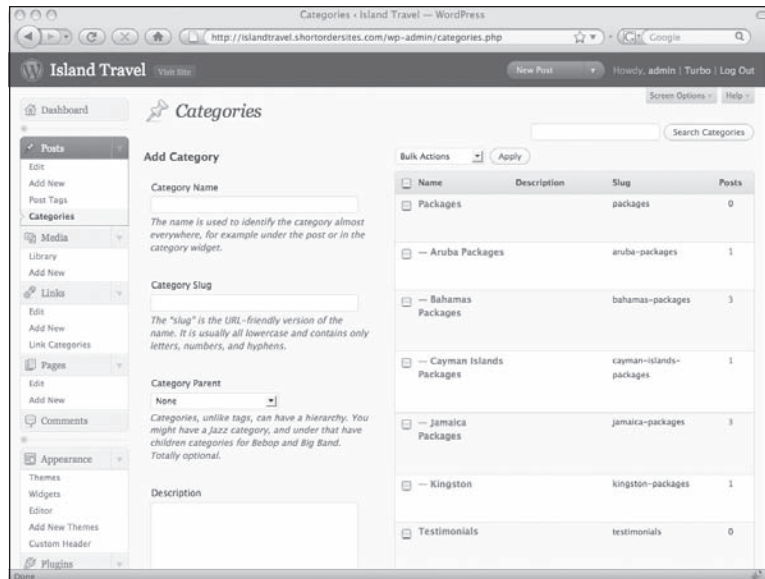 Categories ‹ Island Travel — WordPress
http://islandtravel.shortordersites.com/wp-admin/categories.php
Google
Island Travel
Visit Site
New Post
Howdy, admin | Turbo | Log Out
Screen Options
Help
Dashboard
Posts
Edit
Add New
Post Tags
Categories
Media
Library
Add New
Links
Edit
Add New
Link Categories
Pages
Edit
Add New
Comments
Appearance
Themes
Widgets
Editor
Add New Themes
Custom Header
Plugins
Categories
Search Categories
Add Category
Category Name
The name is used to identify the category almost
everywhere, for example under the post or in the
category widget.
Category Slug
The "slug" is the URL-friendly version of the
name. It is usually all lowercase and contains only
letters, numbers, and hyphens.
Category Parent
None
Categories, unlike tags, can have a hierarchy. You
might have a Jazz category, and under that have
children categories for Bebop and Big Band.
Totally optional.
Description
Bulk Actions
Apply
Name Description Slug Posts
Packages packages 0
— Aruba Packages aruba-packages 1
— Bahamas bahamas-packages 3
Packages
— Cayman Islands cayman-islands- 1
Packages packages
— Jamaica jamaica-packages 3
Packages
— Kingston kingston-packages 1
Testimonials testimonials 0
Done